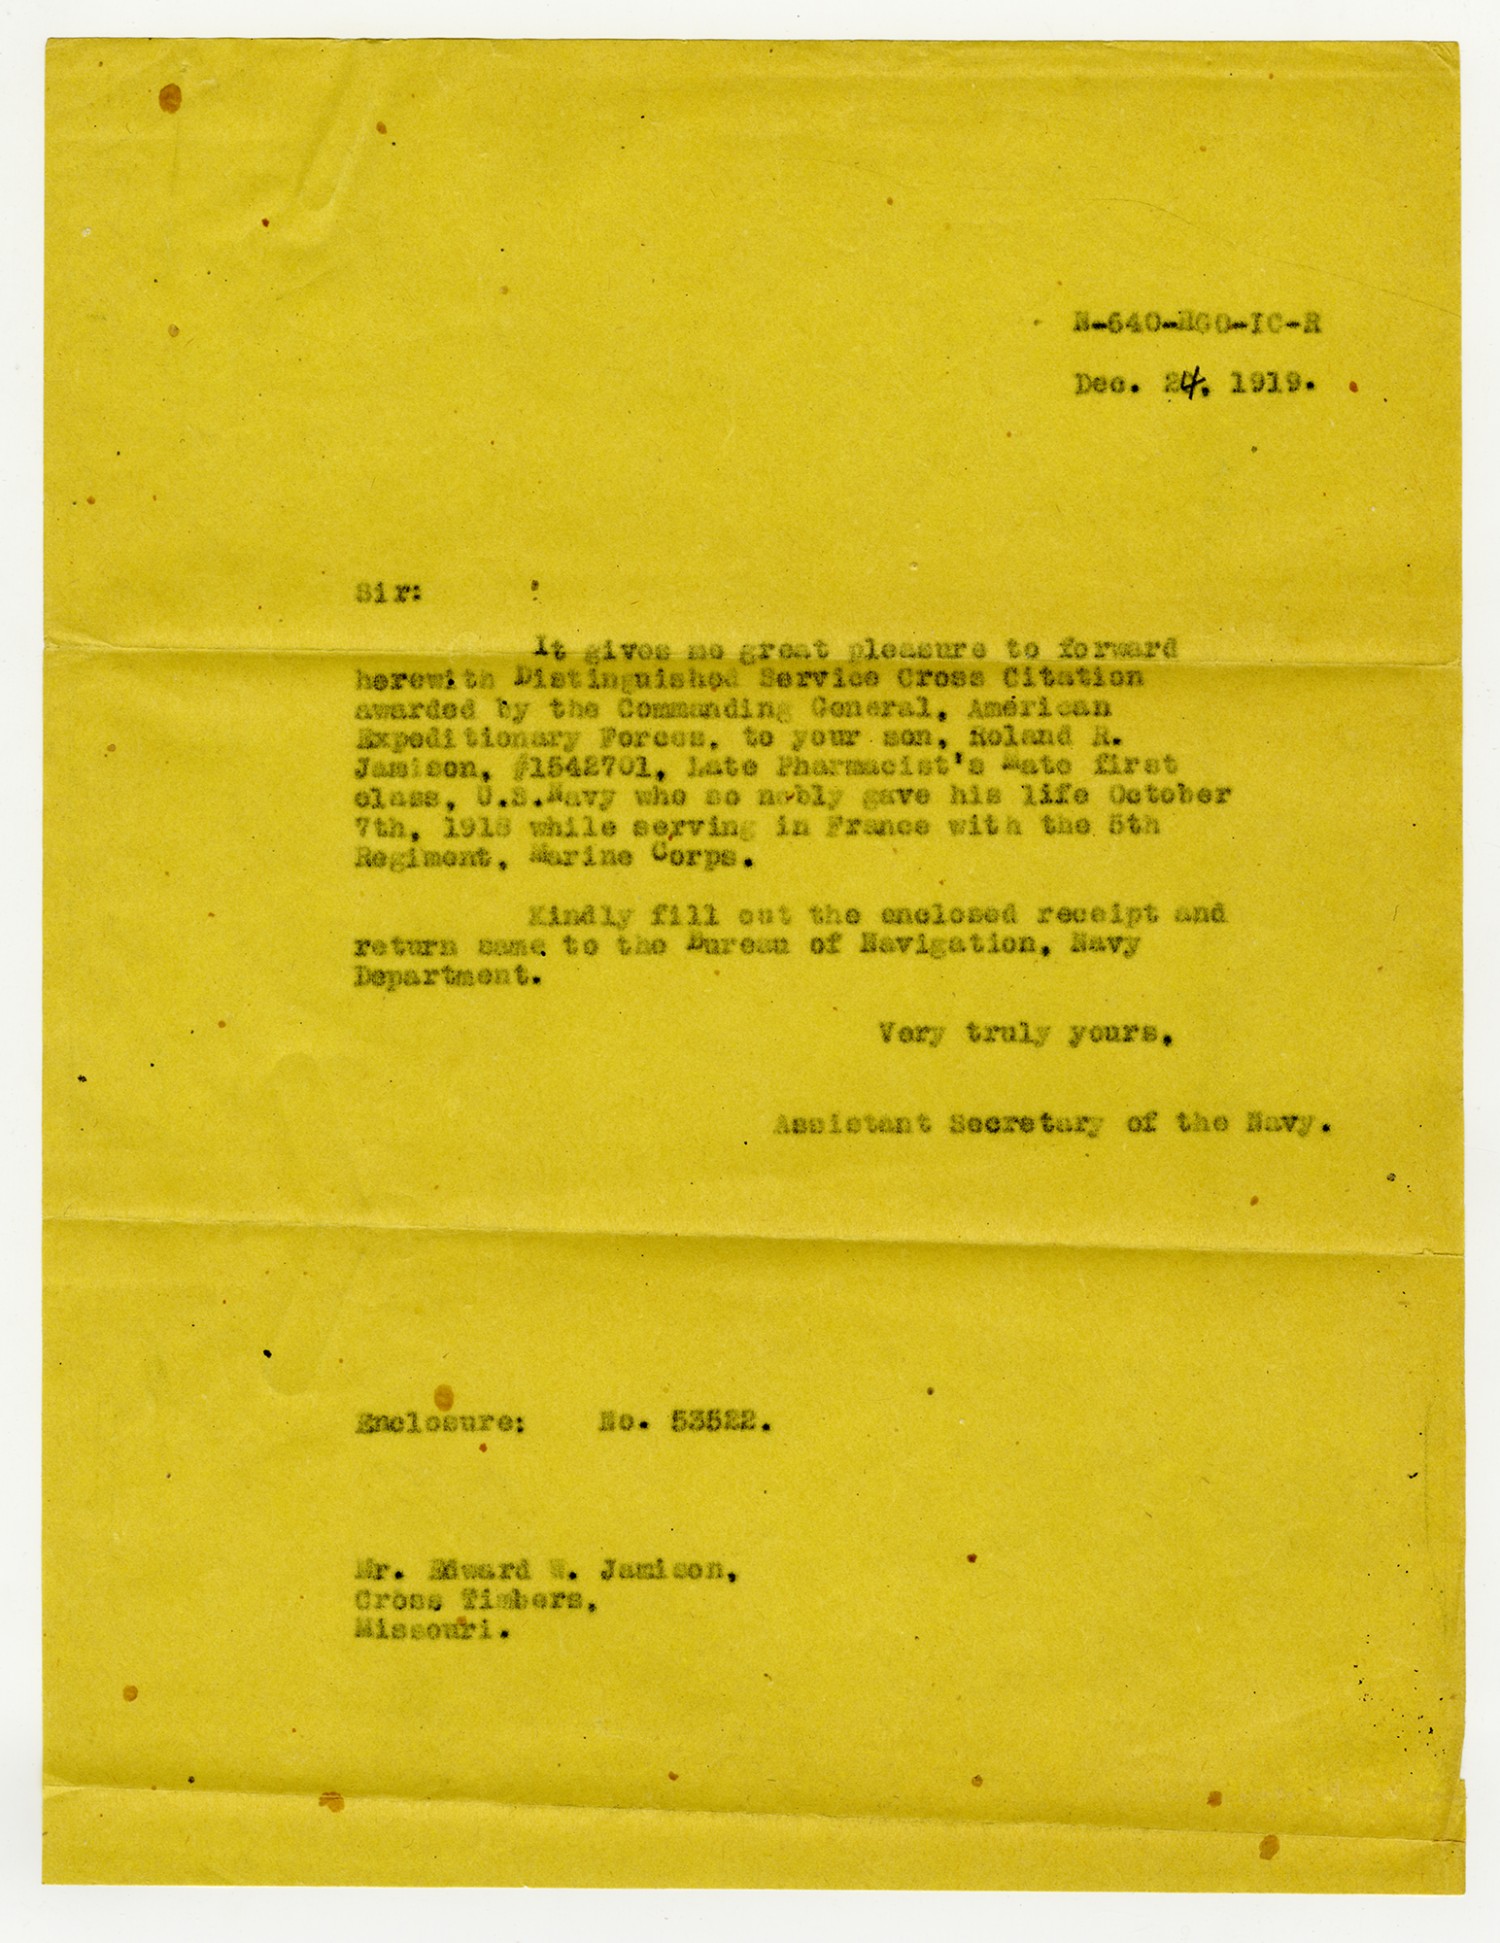 N-640-HGO-IC-R
Dec. 24, 1919.
Sir:
It gives me great pleasure to forward
herewith Distinguished Service Cross Citation
awarded by the Commanding General, American
Expeditionary Forces, to your son, Roland R.
Jamison, #1542701, Late Pharmacist's Mate first
class, U.S.Navy who so nobly gave his life October
7th, 1918 while serving in France with the 5th
Regiment, Marine Corps.
Kindly fill out the enclosed receipt and
return same to the Bureau of Navigation, Navy
Department.
Very truly yours,
Assistant Secretary of the Navy.
Enclosure: No. 53522.
Mr. Edward W. Jamison,
Cross Timbers,
Missouri.